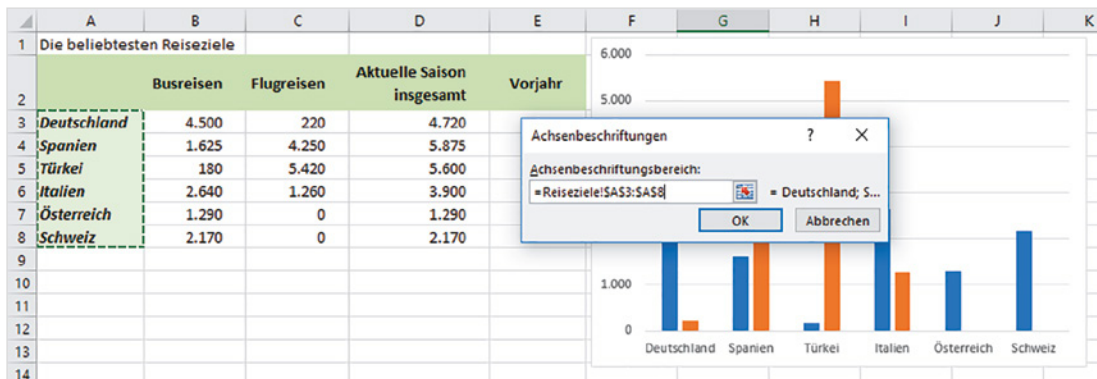 A B C D E F G H I J K
1 Die beliebtesten Reiseziele
2 Busreisen Flugreisen Aktuelle Saison insgesamt Vorjahr
3 Deutschland 4.500 220 4.720
4 Spanien 1.625 4.250 5.875
5 Türkei 180 5.420 5.600
6 Italien 2.640 1.260 3.900
7 Österreich 1.290 0 1.290
8 Schweiz 2.170 0 2.170
9
10
11
12
13
14
6.000
5.000
Achsenbeschriftungen ? X
Achsenbeschriftungsbereich:
=Reiseziele!$A$3:$A$8 = Deutschland; S...
OK Abbrechen
1.000
0
Deutschland Spanien Türkei Italien Österreich Schweiz